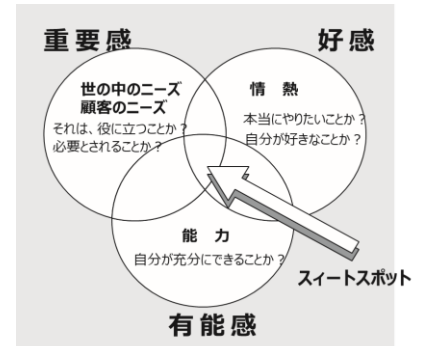 重要感
好感
世の中のニーズ
顧客のニーズ
それは、役に立つことか?
必要とされることか?
情 熱
本当にやりたいことか?
自分が好きなことか?
能 力
自分が充分にできることか?
スィートスポット
有能感